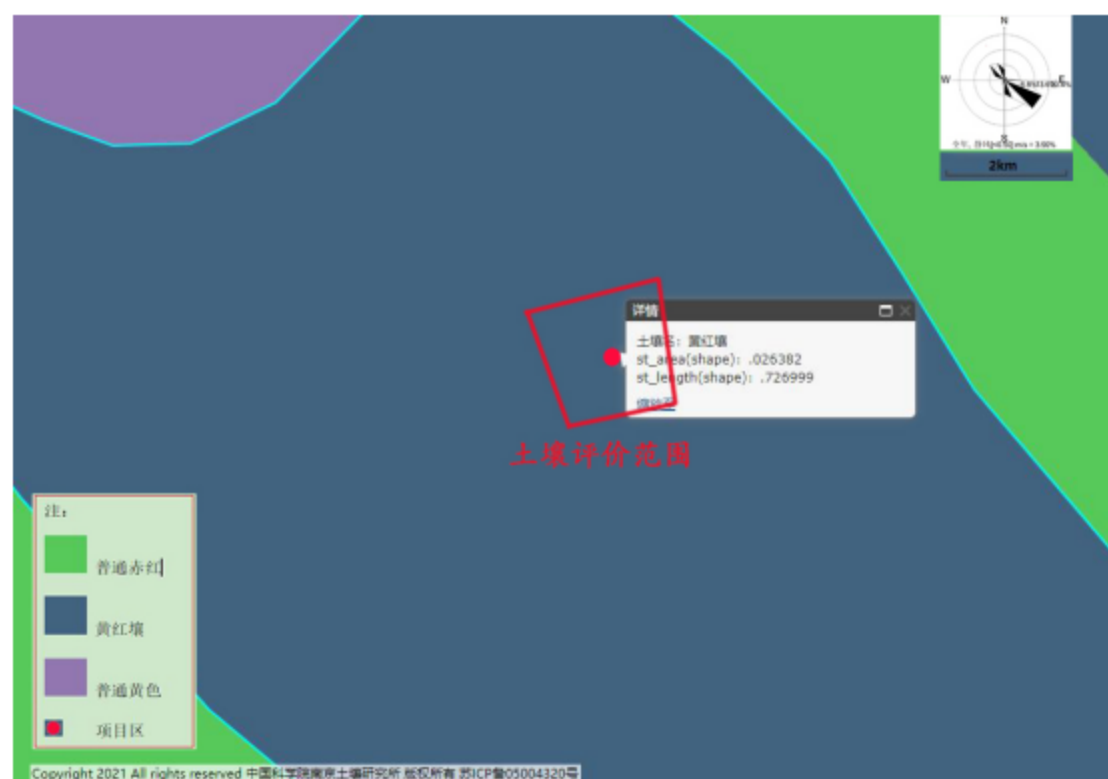 N
W
E
2km
详情
土壤名: 黄红壤
st_area(shape): .026382
st_length(shape): .726999
土壤评价范围
注:
普通赤红
黄红壤
普通黄色
项目区
Copyright 2021 All rights reserved 中国科学院南京土壤研究所 版权所有 苏ICP备05004320号